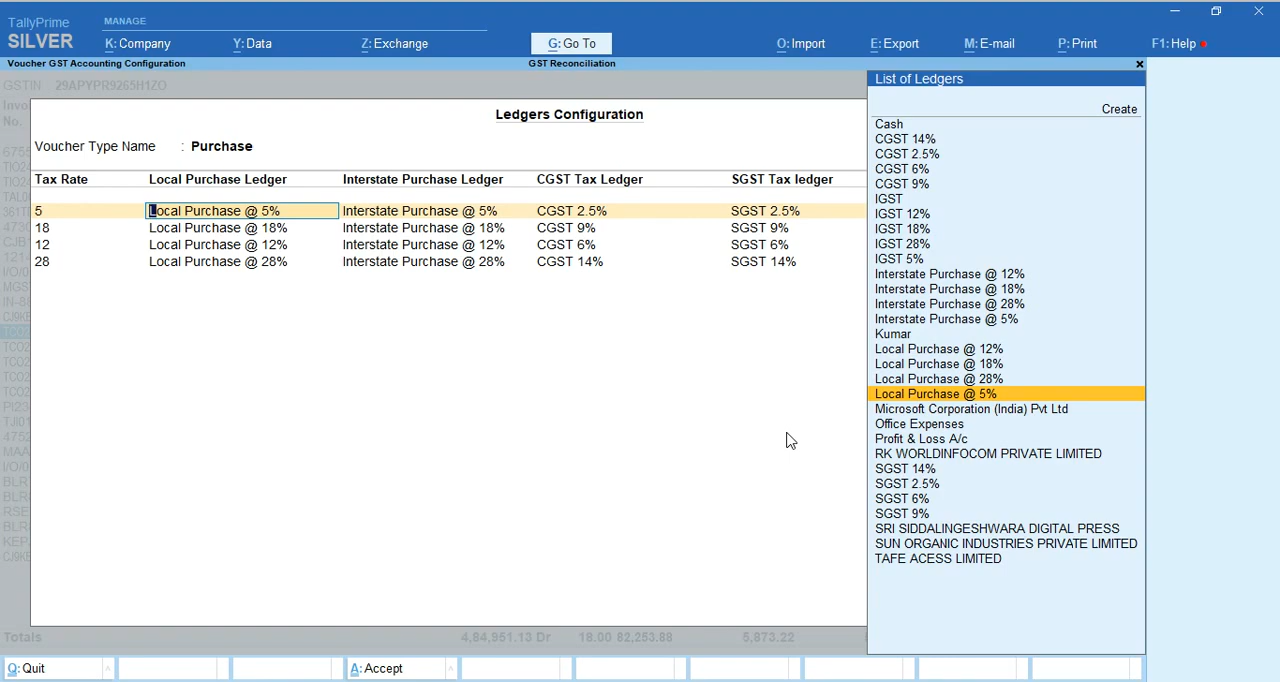 TallyPrime
SILVER
MANAGE
K: Company
Y: Data
Z: Exchange
G: Go To
O: Import
E: Export
M: E-mail
P: Print
F1: Help
Voucher GST Accounting Configuration
GST Reconciliation
GSTIN 29APYPR9265H1ZO
Ledgers Configuration
Voucher Type Name : Purchase
Tax Rate Local Purchase Ledger Interstate Purchase Ledger CGST Tax Ledger SGST Tax ledger
5 Local Purchase @ 5% Interstate Purchase @ 5% CGST 2.5% SGST 2.5%
18 Local Purchase @ 18% Interstate Purchase @ 18% CGST 9% SGST 9%
12 Local Purchase @ 12% Interstate Purchase @ 12% CGST 6% SGST 6%
28 Local Purchase @ 28% Interstate Purchase @ 28% CGST 14% SGST 14%
List of Ledgers
Create
Cash
CGST 14%
CGST 2.5%
CGST 6%
CGST 9%
IGST
IGST 12%
IGST 18%
IGST 28%
IGST 5%
Interstate Purchase @ 12%
Interstate Purchase @ 18%
Interstate Purchase @ 28%
Interstate Purchase @ 5%
Kumar
Local Purchase @ 12%
Local Purchase @ 18%
Local Purchase @ 28%
Local Purchase @ 5%
Microsoft Corporation (India) Pvt Ltd
Office Expenses
Profit & Loss A/c
RK WORLDINFOCOM PRIVATE LIMITED
SGST 14%
SGST 2.5%
SGST 6%
SGST 9%
SRI SIDDALINGESHWARA DIGITAL PRESS
SUN ORGANIC INDUSTRIES PRIVATE LIMITED
TAFE ACESS LIMITED
Totals 4,84,951.13 Dr 18.00 82,253.88 5,873.22
Q: Quit
A: Accept